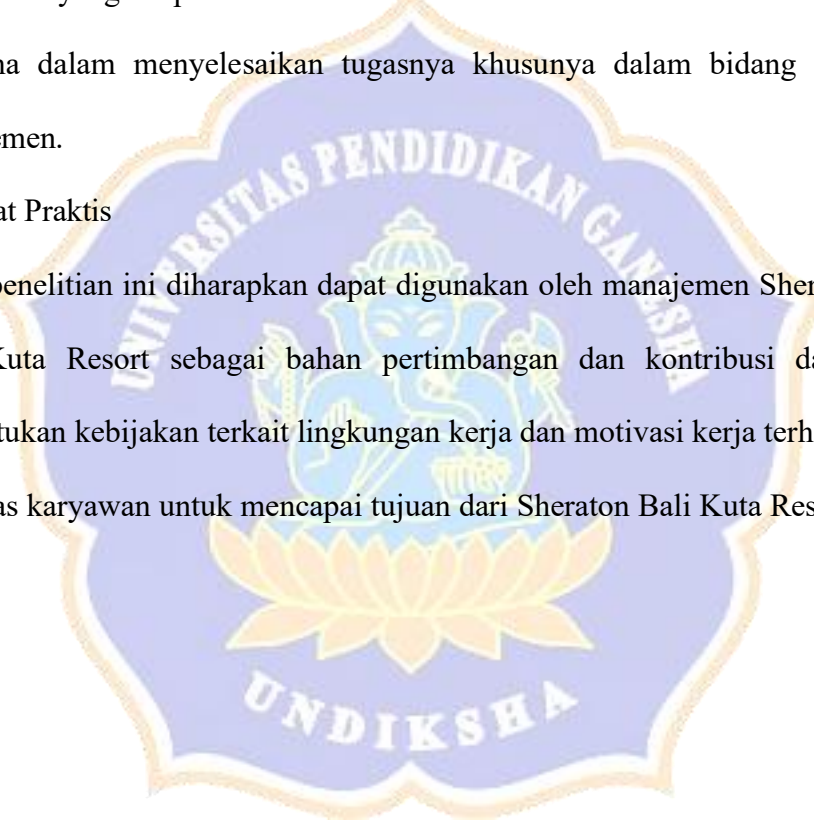 yang
na dalam menyelesaikan tugasnya khusunya dalam bidang
emen.
at Praktis
penelitian ini diharapkan dapat digunakan oleh manajemen Sher
Kuta Resort sebagai bahan pertimbangan dan kontribusi da
tukan kebijakan terkait lingkungan kerja dan motivasi kerja terh
as karyawan untuk mencapai tujuan dari Sheraton Bali Kuta Res
UNIVERSITAS PENDIDIKAN GANESHA
UNDIKSHA